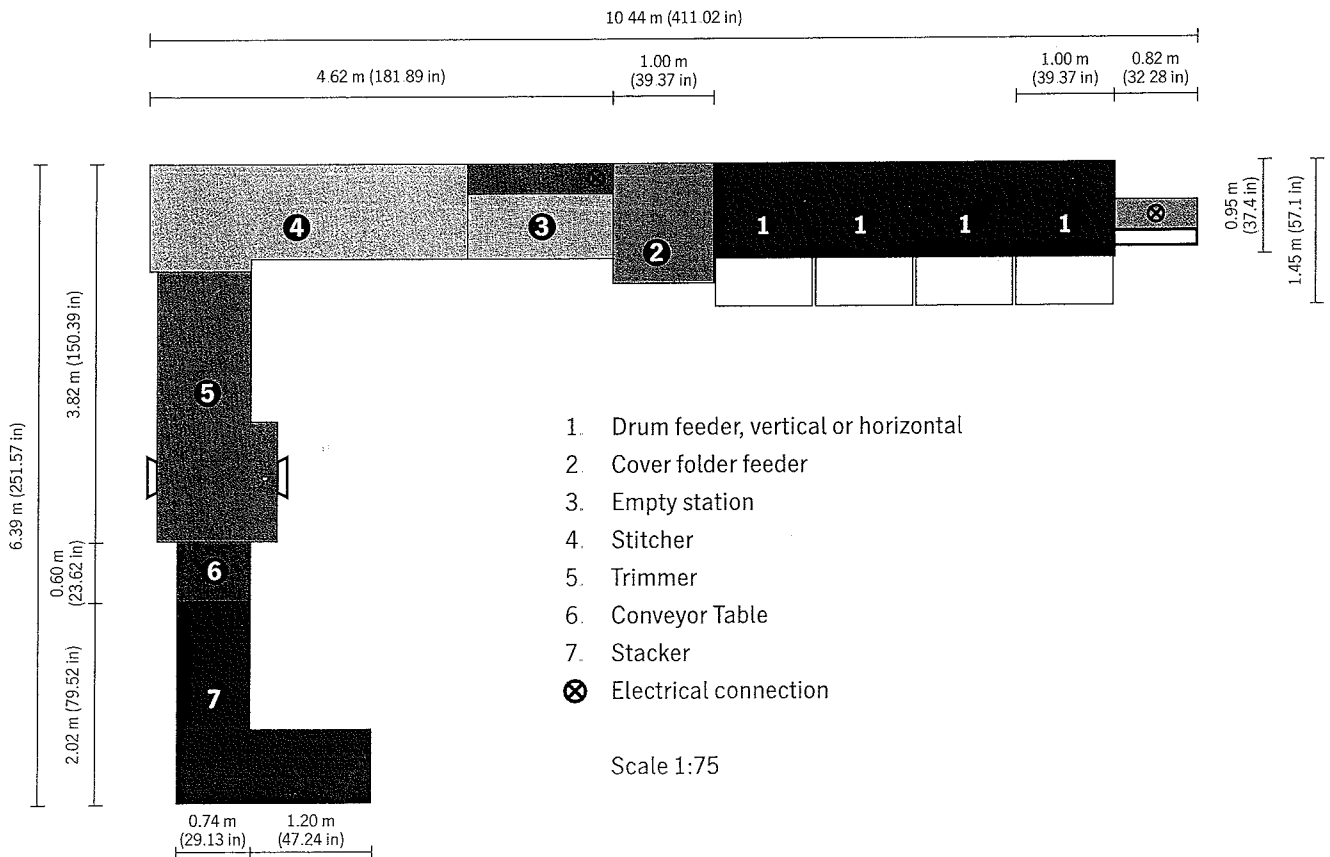 10 44 m (411.02 in)
4.62 m (181.89 in)
1.00 m
(39.37 in)
1.00 m
(39.37 in)
0.82 m
(32 28 in)
4
3
2
1 1 1 1
0.95 m
(37.4 in)
1.45 m (57.1 in)
6.39 m (251.57 in)
3.82 m (150.39 in)
5
0.60 m
(23.62 in)
6
2.02 m (79.52 in)
7
0.74 m
(29.13 in)
1.20 m
(47.24 in)
1. Drum feeder, vertical or horizontal
2. Cover folder feeder
3. Empty station
4. Stitcher
5. Trimmer
6. Conveyor Table
7. Stacker
⊗ Electrical connection
Scale 1:75